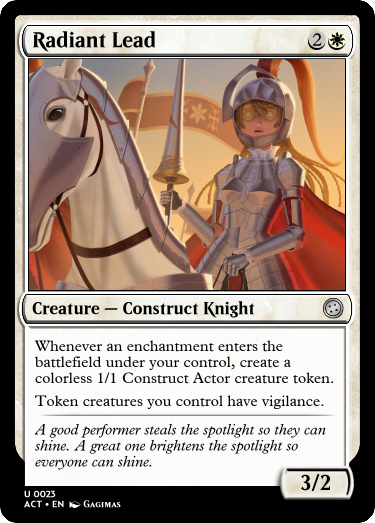 Radiant Lead 2
Creature — Construct Knight
Whenever an enchantment enters the
battlefield under your control, create a
colorless 1/1 Construct Actor creature token.
Token creatures you control have vigilance.
A good performer steals the spotlight so they can
shine. A great one brightens the spotlight so
everyone can shine.
3/2
U 0023
ACT • EN Gagimas